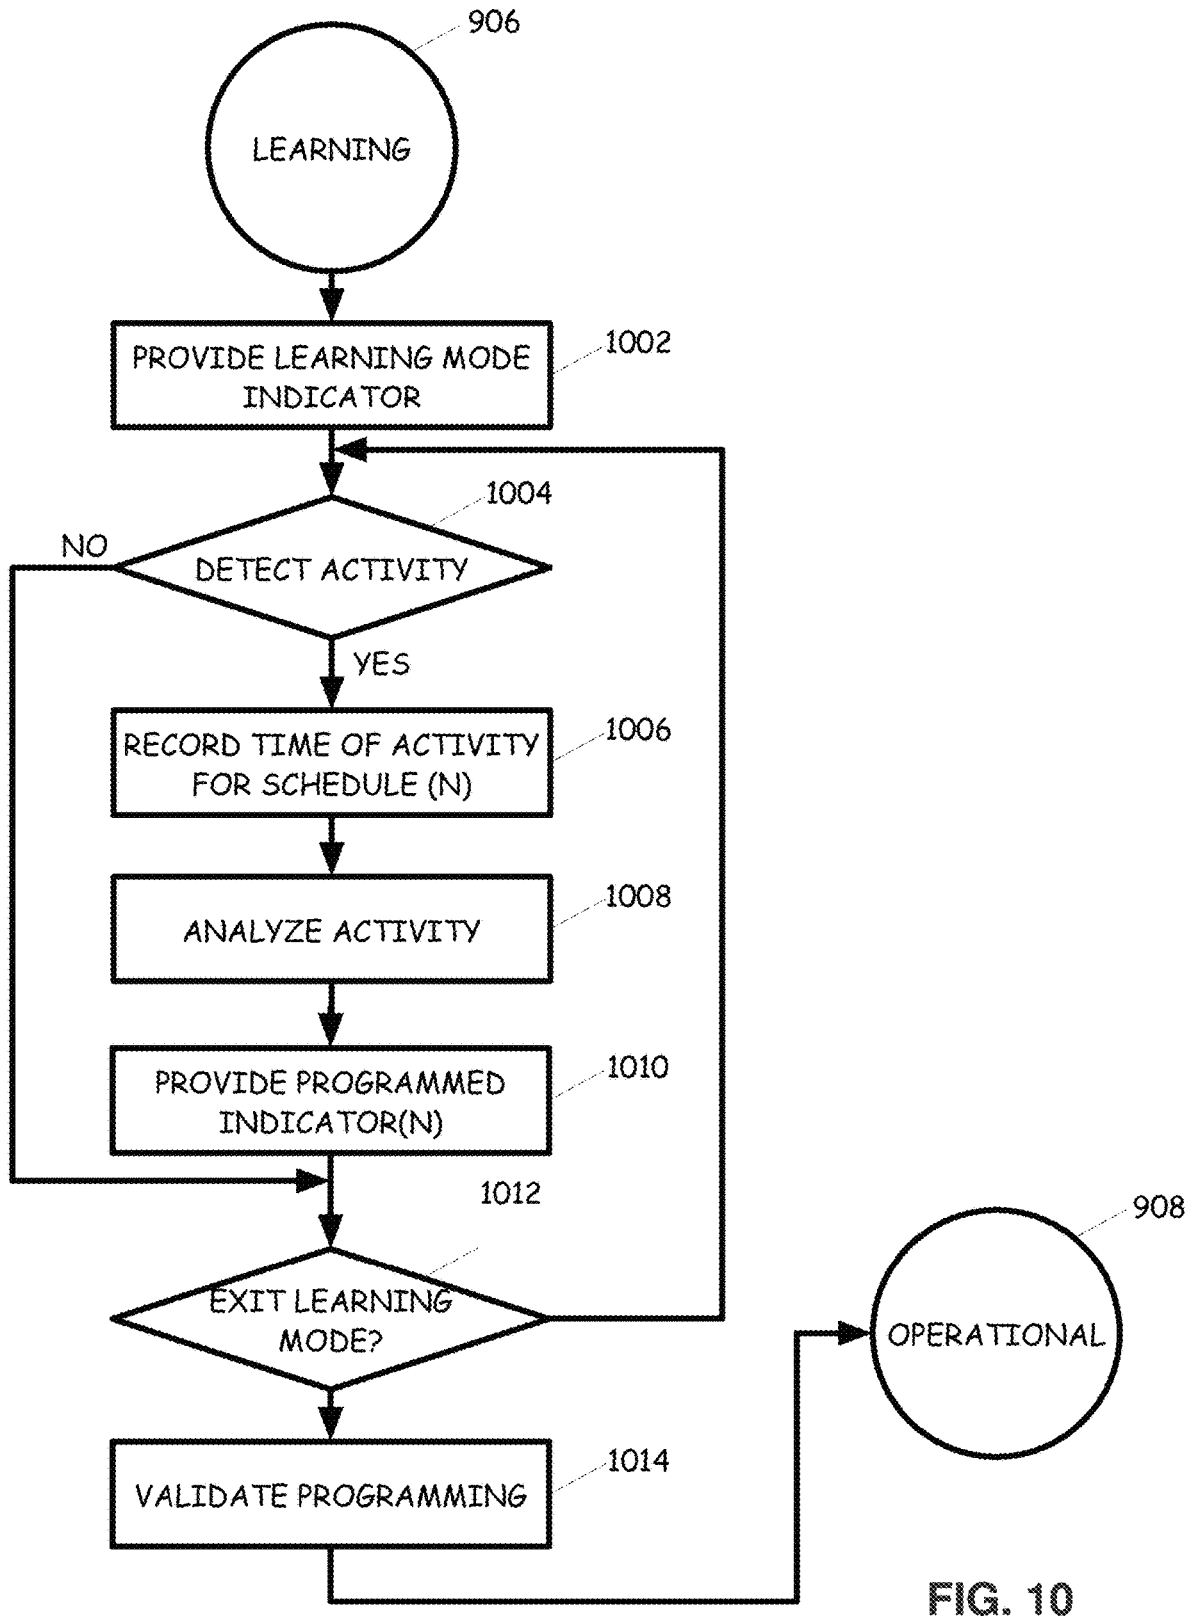 906
LEARNING
1002
PROVIDE LEARNING MODE
INDICATOR
1004
NO
DETECT ACTIVITY
YES
1006
RECORD TIME OF ACTIVITY
FOR SCHEDULE (N)
1008
ANALYZE ACTIVITY
1010
PROVIDE PROGRAMMED
INDICATOR(N)
1012
908
EXIT LEARNING
MODE?
OPERATIONAL
1014
VALIDATE PROGRAMMING
FIG. 10